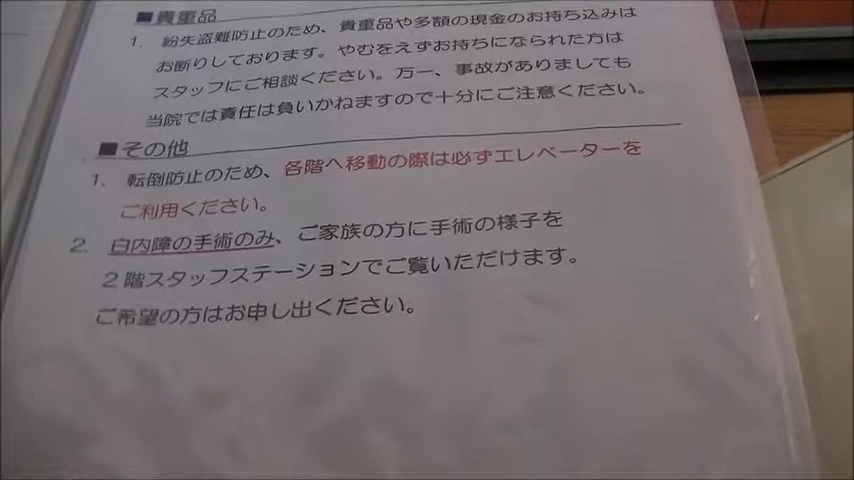 ■貴重品
1. 紛失盗難防止のため、貴重品や多額の現金のお持ち込みは
お断りしております。やむをえずお持ちになられた方は
スタッフにご相談ください。万一、事故がありましても
当院では責任は負いかねますので十分にご注意ください。
■その他
1. 転倒防止のため、各階へ移動の際は必ずエレベーターを
ご利用ください。
2. 白内障の手術のみ、ご家族の方に手術の様子を
2階スタッフステーションでご覧いただけます。
ご希望の方はお申し出ください。